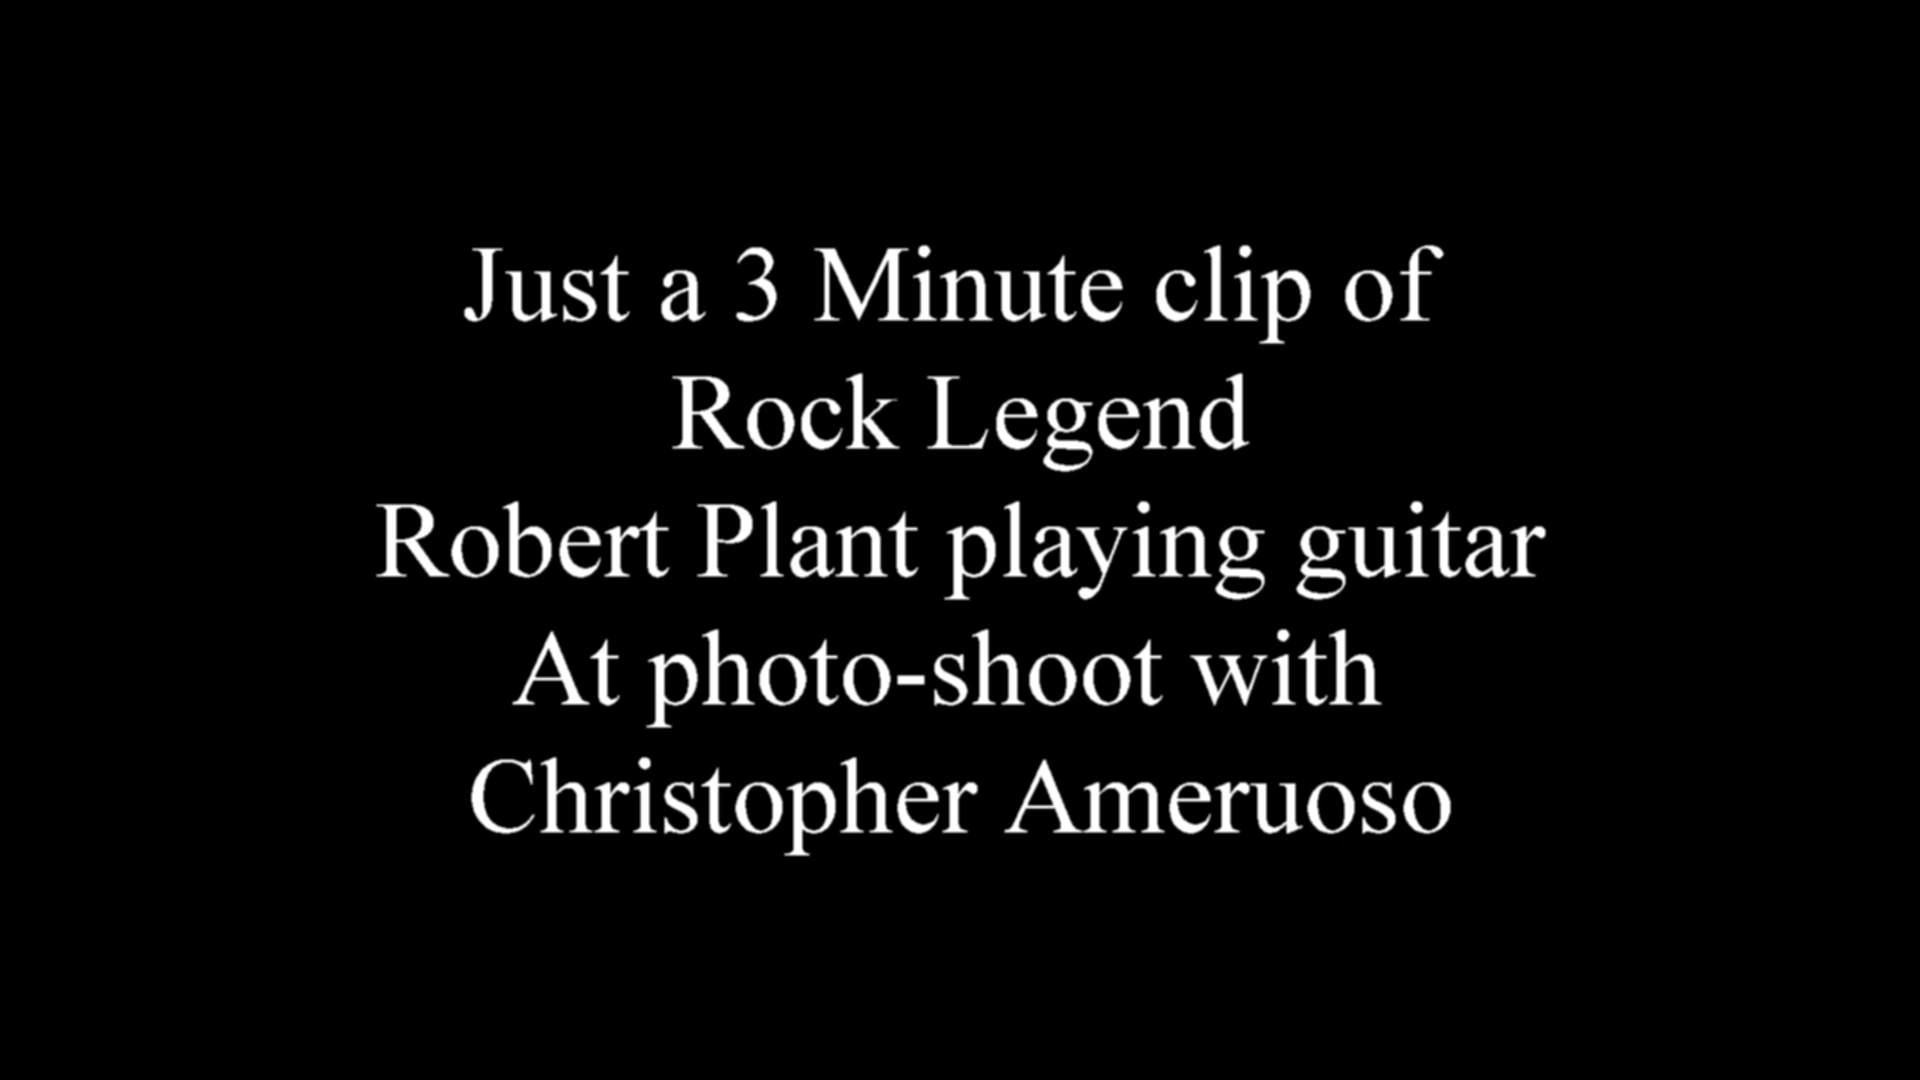 Just a 3 Minute clip of
Rock Legend
Robert Plant playing guitar
At photo-shoot with
Christopher Ameruoso